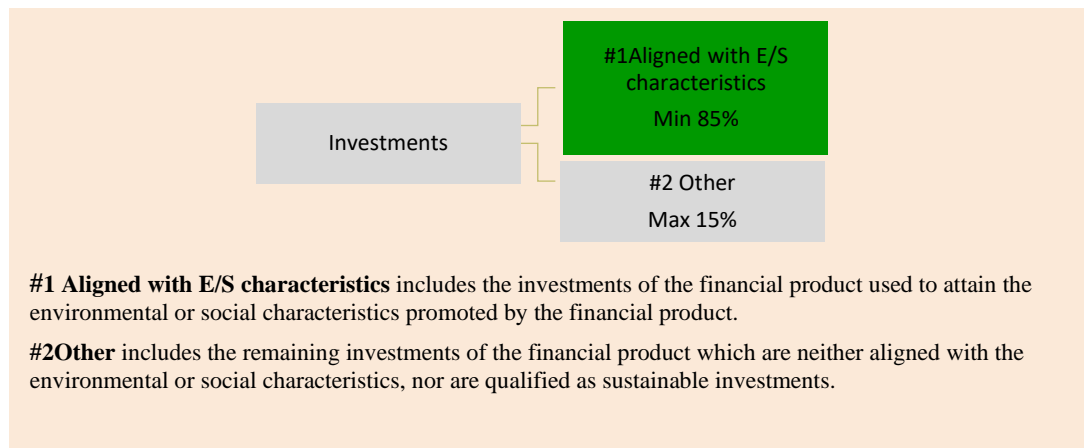 #1Aligned with E/S
characteristics
Min 85%
Investments
#2 Other
Max 15%
#1 Aligned with E/S characteristics includes the investments of the financial product used to attain the
environmental or social characteristics promoted by the financial product.
#2Other includes the remaining investments of the financial product which are neither aligned with the
environmental or social characteristics, nor are qualified as sustainable investments.